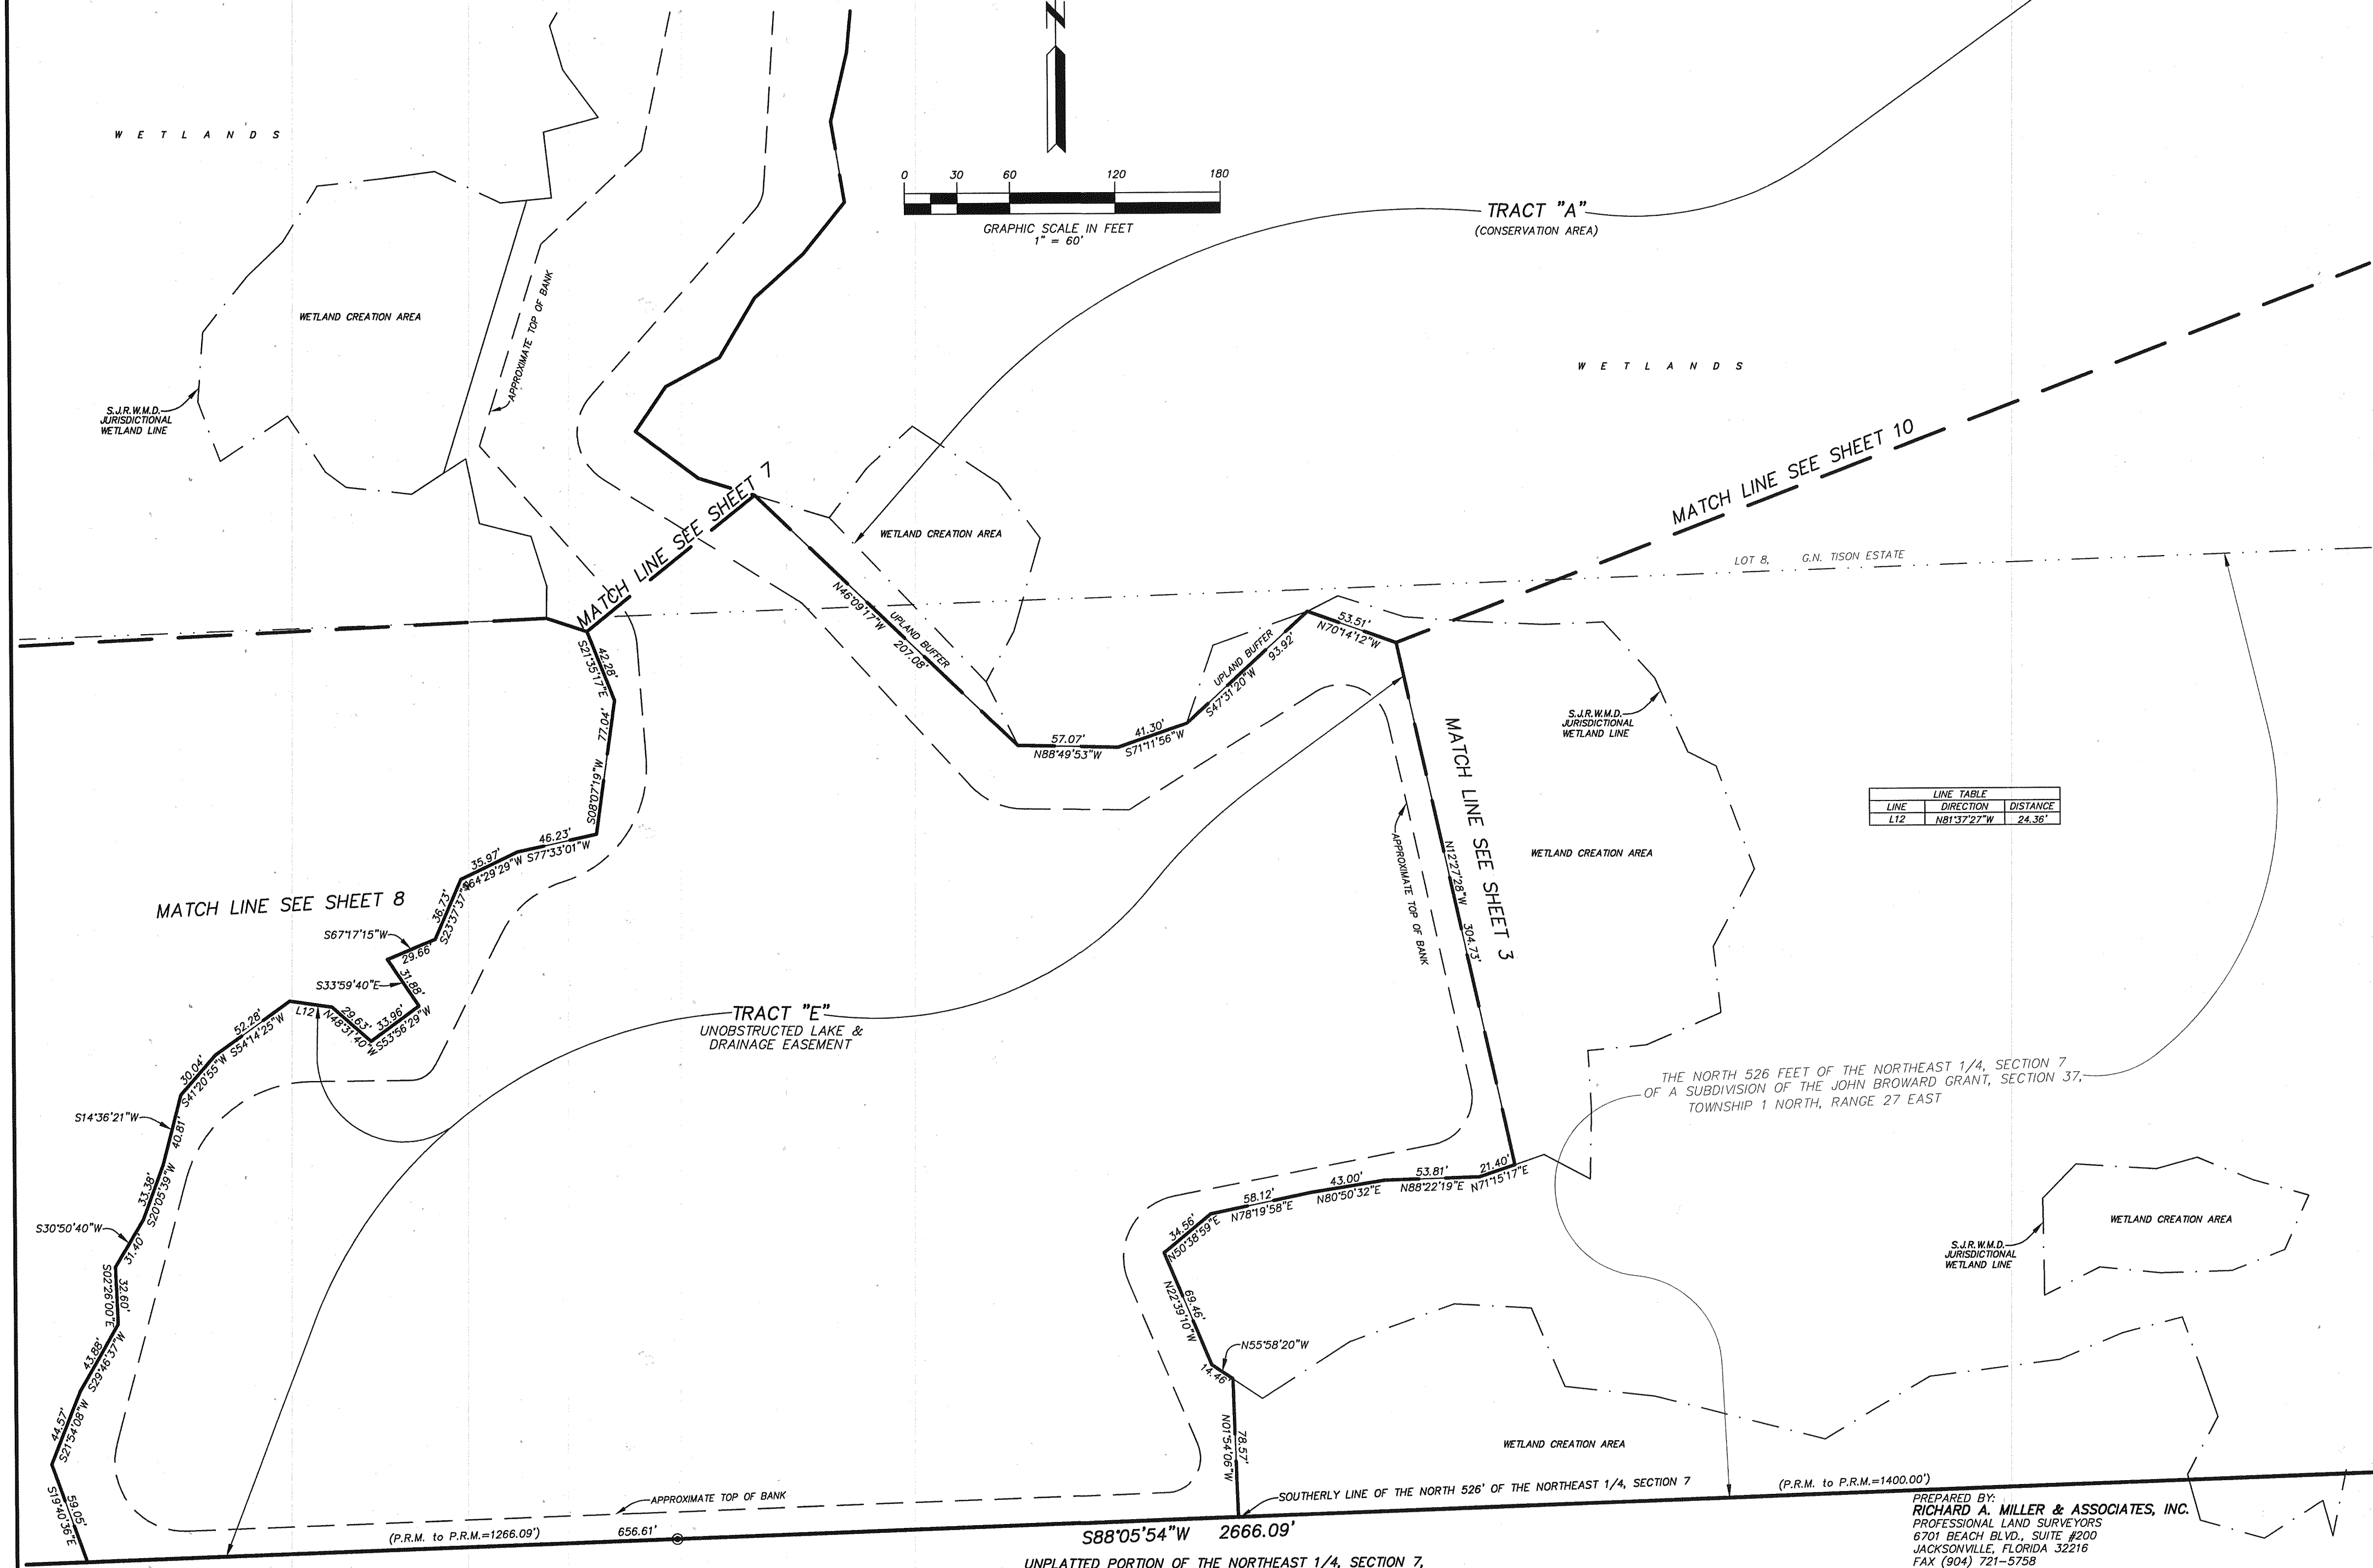 N
W E T L A N D S
0 30 60 120 180
GRAPHIC SCALE IN FEET
1" = 60'
TRACT "A"
(CONSERVATION AREA)
WETLAND CREATION AREA
APPROXIMATE TOP OF BANK
S.J.R.W.M.D.
JURISDICTIONAL
WETLAND LINE
W E T L A N D S
MATCH LINE SEE SHEET 10
MATCH LINE SEE SHEET 7
WETLAND CREATION AREA
LOT 8, G.N. TISON ESTATE
N46°09'17"W
207.08'
UPLAND BUFFER
42.28'
S21°35'17"E
77.04'
S08°07'19"W
57.07'
N88°49'53"W
41.30'
S71°11'56"W
UPLAND BUFFER
93.92'
S47°31'20"W
53.51'
N70°14'12"W
S.J.R.W.M.D.
JURISDICTIONAL
WETLAND LINE
MATCH LINE SEE SHEET 3
APPROXIMATE TOP OF BANK
N12°27'28"W 304.73'
WETLAND CREATION AREA
LINE TABLE
LINE DIRECTION DISTANCE
L12 N81°37'27"W 24.36'
46.23'
S77°33'01"W
35.97'
S64°29'29"W
36.73'
S23°37'37"W
MATCH LINE SEE SHEET 8
S67°17'15"W
29.66'
S33°59'40"E
31.88'
33.96'
S53°56'29"W
29.63'
N48°31'40"W
L12
52.28'
S54°14'25"W
30.04'
S41°20'55"W
TRACT "E"
UNOBSTRUCTED LAKE &
DRAINAGE EASEMENT
THE NORTH 526 FEET OF THE NORTHEAST 1/4, SECTION 7
OF A SUBDIVISION OF THE JOHN BROWARD GRANT, SECTION 37,
TOWNSHIP 1 NORTH, RANGE 27 EAST
S14°36'21"W
40.81'
33.38'
S20°05'39"W
S30°50'40"W
31.40'
32.60'
S02°26'00"E
43.88'
S29°46'37"W
44.57'
S21°54'08"W
59.05'
S19°40'36"E
21.40'
N71°15'17"E
53.81'
N88°22'19"E
43.00'
N80°50'32"E
58.12'
N78°19'58"E
34.56'
N50°38'59"E
69.46'
N22°39'10"W
N55°58'20"W
14.46'
78.57'
N01°54'06"W
WETLAND CREATION AREA
S.J.R.W.M.D.
JURISDICTIONAL
WETLAND LINE
WETLAND CREATION AREA
APPROXIMATE TOP OF BANK
SOUTHERLY LINE OF THE NORTH 526' OF THE NORTHEAST 1/4, SECTION 7
(P.R.M. to P.R.M.=1400.00')
(P.R.M. to P.R.M.=1266.09')
656.61'
S88°05'54"W 2666.09'
UNPLATTED PORTION OF THE NORTHEAST 1/4, SECTION 7,
PREPARED BY:
RICHARD A. MILLER & ASSOCIATES, INC.
PROFESSIONAL LAND SURVEYORS
6701 BEACH BLVD., SUITE #200
JACKSONVILLE, FLORIDA 32216
FAX (904) 721-5758